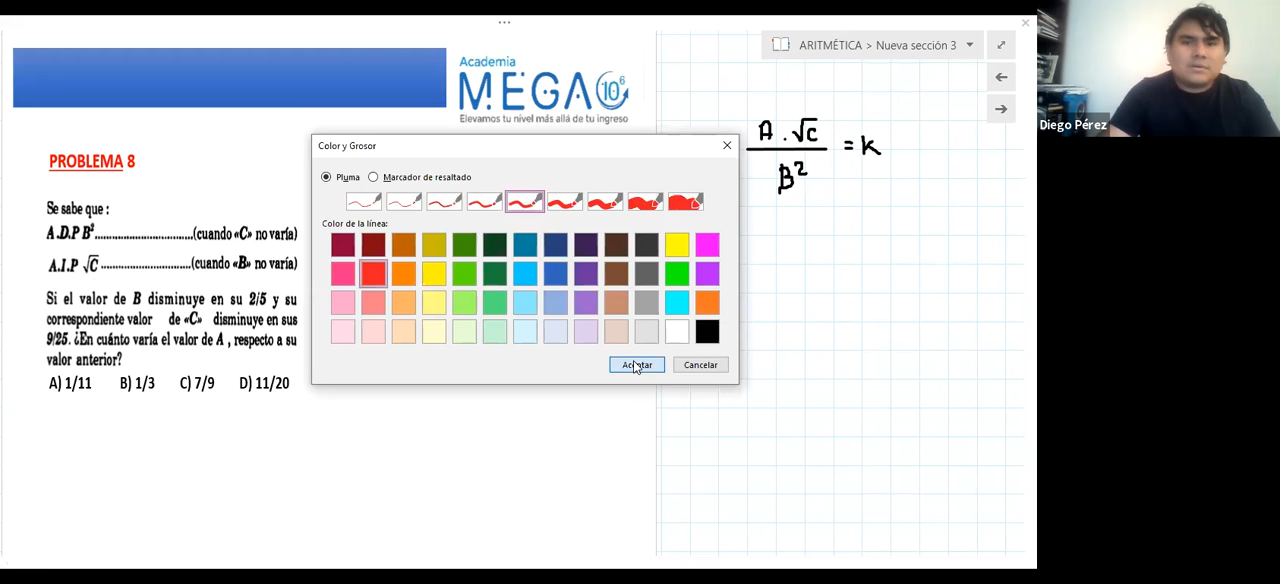 Academia
MEGA 10⁶
Elevamos tu nivel más allá de tu ingreso
ARITMÉTICA > Nueva sección 3
Diego Pérez
PROBLEMA 8
Se sabe que :
A.D.P B²..................................(cuando «C» no varía)
A.I.P √C ................................(cuando «B» no varía)
Si el valor de B disminuye en su 2/5 y su
correspondiente valor de «C» disminuye en sus
9/25. ¿En cuánto varía el valor de A , respecto a su
valor anterior?
A) 1/11 B) 1/3 C) 7/9 D) 11/20
Color y Grosor
Pluma Marcador de resaltado
Color de la línea:
Aceptar Cancelar
A . √C
= K
B²